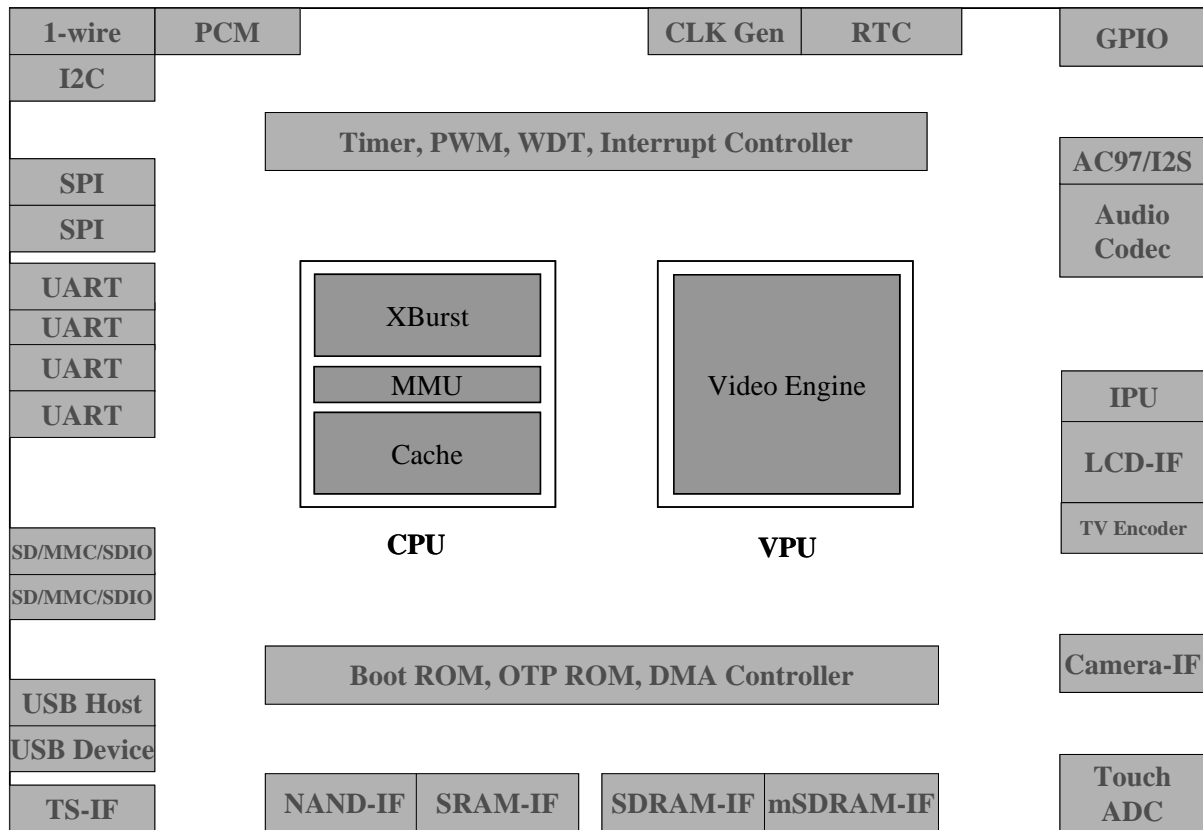 1-wire
PCM
CLK Gen
RTC
GPIO
I2C
Timer, PWM, WDT, Interrupt Controller
AC97/I2S
SPI
SPI
Audio
Codec
UART
UART
UART
UART
XBurst
MMU
Cache
CPU
Video Engine
VPU
IPU
LCD-IF
TV Encoder
SD/MMC/SDIO
SD/MMC/SDIO
Boot ROM, OTP ROM, DMA Controller
Camera-IF
USB Host
USB Device
TS-IF
NAND-IF
SRAM-IF
SDRAM-IF
mSDRAM-IF
Touch
ADC